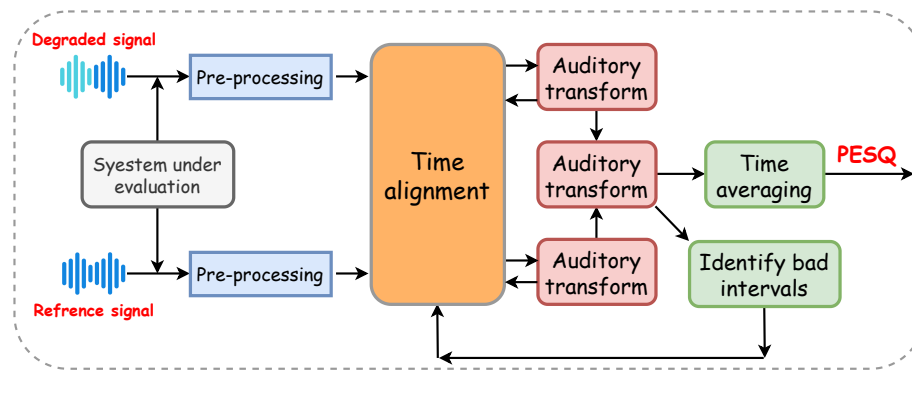 Degraded signal
Pre-processing
Auditory
transform
Syestem under
evaluation
Time
alignment
Auditory
transform
Time
averaging
PESQ
Pre-processing
Auditory
transform
Identify bad
intervals
Refrence signal